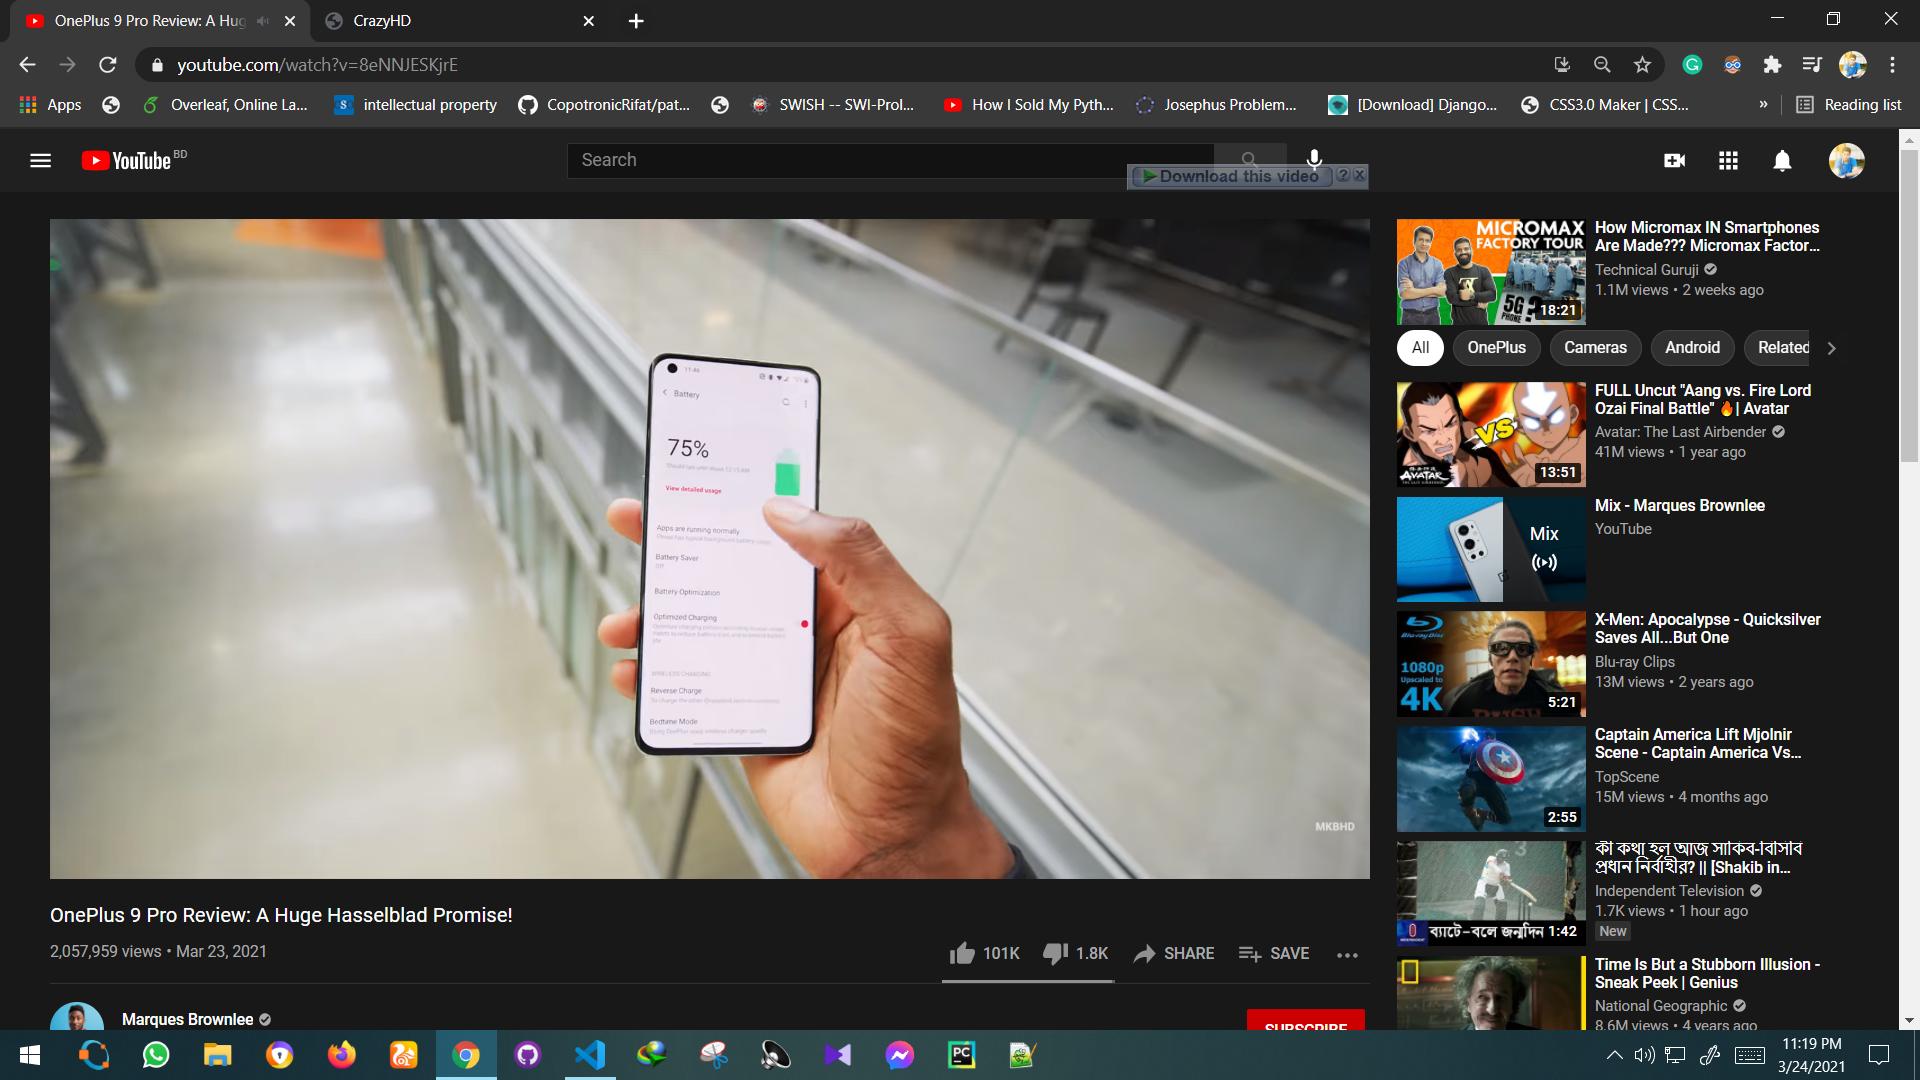 OnePlus 9 Pro Review: A Hug
CrazyHD
youtube.com/watch?v=8eNNJESKjrE
Apps
Overleaf, Online La...
intellectual property
CopotronicRifat/pat...
SWISH -- SWI-Prol...
How I Sold My Pyth...
Josephus Problem...
[Download] Django...
CSS3.0 Maker | CSS...
»
Reading list
YouTube BD
Search
Download this video
11:46
Battery
75%
View detailed usage
Apps are running normally
Battery Saver
Off
Battery Optimization
Optimized Charging
WIRELESS CHARGING
Reverse Charge
Bedtime Mode
MKBHD
OnePlus 9 Pro Review: A Huge Hasselblad Promise!
2,057,959 views • Mar 23, 2021
101K
1.8K
SHARE
SAVE
Marques Brownlee
SUBSCRIBE
MICROMAX
FACTORY TOUR
5G ?
PHONE
18:21
How Micromax IN Smartphones
Are Made??? Micromax Factor...
Technical Guruji
1.1M views • 2 weeks ago
All
OnePlus
Cameras
Android
Related
VS
AVATAR
13:51
FULL Uncut "Aang vs. Fire Lord
Ozai Final Battle" 🔥| Avatar
Avatar: The Last Airbender
41M views • 1 year ago
Mix
Mix - Marques Brownlee
YouTube
Blu-ray Disc
1080p
Upscaled to
4K
5:21
X-Men: Apocalypse - Quicksilver
Saves All...But One
Blu-ray Clips
13M views • 2 years ago
2:55
Captain America Lift Mjolnir
Scene - Captain America Vs...
TopScene
15M views • 4 months ago
ব্যাটে-বলে জন্মদিন
1:42
কী কথা হল আজ সাকিব-বিসিবি
প্রধান নির্বাহীর? || [Shakib in...
Independent Television
1.7K views • 1 hour ago
New
Time Is But a Stubborn Illusion -
Sneak Peek | Genius
National Geographic
8.6M views • 4 years ago
PC
11:19 PM
3/24/2021